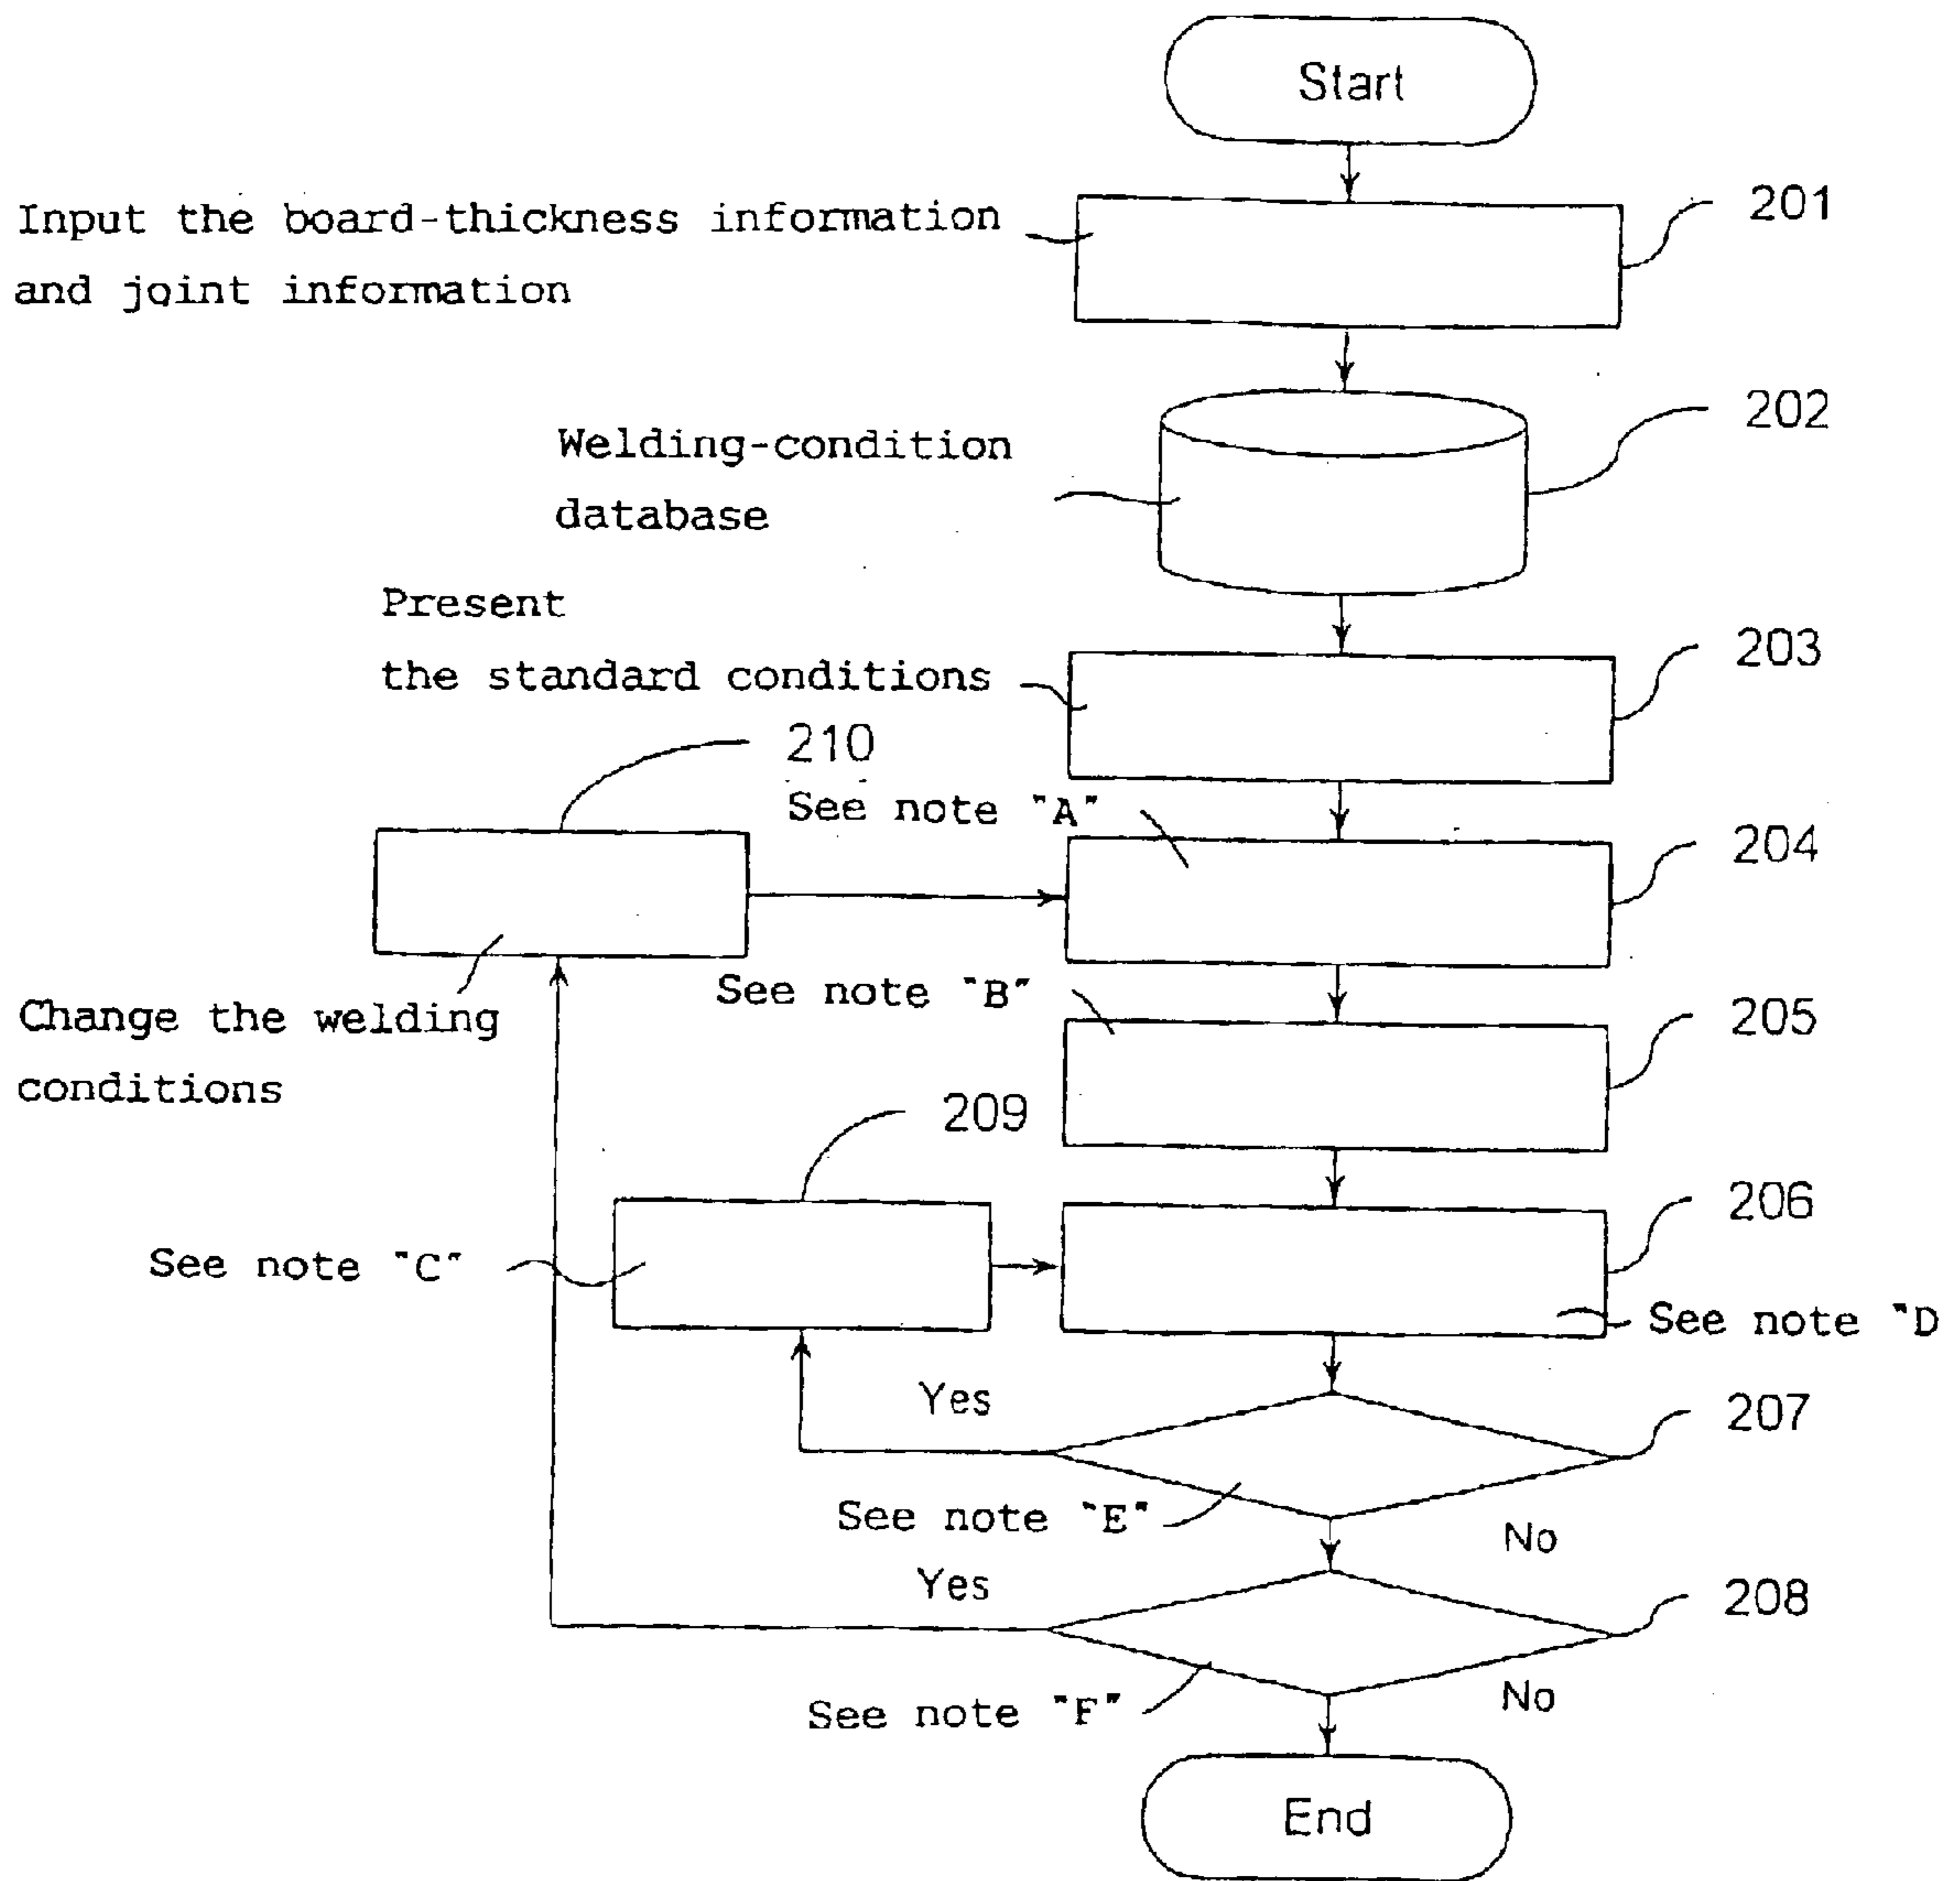 Start
201
Input the board-thickness information
and joint information
202
Welding-condition
database
Present
the standard conditions
203
210
See note "A"
204
See note "B"
205
Change the welding
conditions
209
206
See note "C"
See note "D
Yes
207
See note "E"
No
Yes
208
See note "F"
No
End